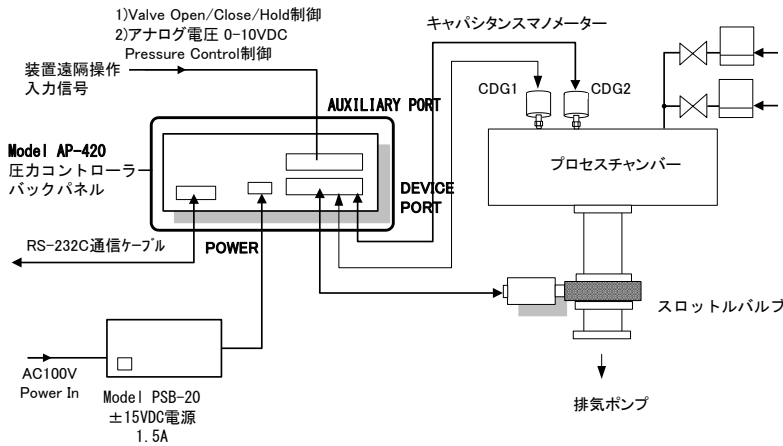 1)Valve Open/Close/Hold制御
2)アナログ電圧 0-10VDC
Pressure Control制御
装置遠隔操作
入力信号
キャパシタンスマノメーター
CDG1
CDG2
AUXILIARY PORT
Model AP-420
圧力コントローラー
バックパネル
プロセスチャンバー
DEVICE
PORT
RS-232C通信ケーブル
POWER
スロットルバルブ
AC100V
Power In
Model PSB-20
±15VDC電源
1.5A
排気ポンプ